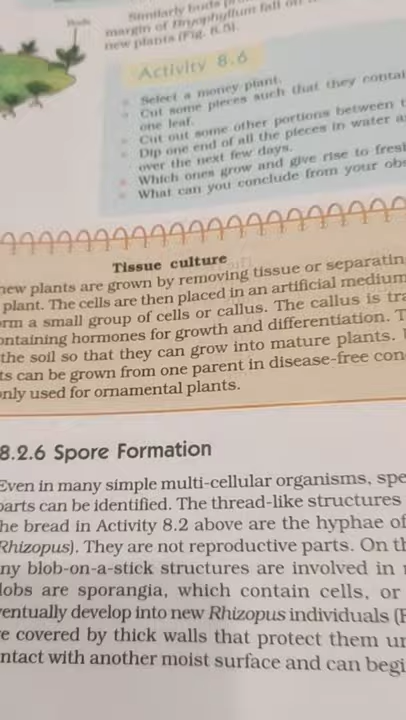 Buds
Similarly buds
margin of Bryophyllum fall on
new plants (Fig. 8.5).
Activity 8.6
Select a money plant.
Cut some pieces such that they contai
one leaf.
Cut out some other portions between t
Dip one end of all the pieces in water a
over the next few days.
Which ones grow and give rise to fresh
What can you conclude from your obs
Tissue culture
new plants are grown by removing tissue or separatin
plant. The cells are then placed in an artificial medium
rm a small group of cells or callus. The callus is tra
ontaining hormones for growth and differentiation. T
the soil so that they can grow into mature plants.
ts can be grown from one parent in disease-free con
only used for ornamental plants.
8.2.6 Spore Formation
Even in many simple multi-cellular organisms, spe
parts can be identified. The thread-like structures
he bread in Activity 8.2 above are the hyphae of
Rhizopus). They are not reproductive parts. On th
ny blob-on-a-stick structures are involved in
lobs are sporangia, which contain cells, or
ventually develop into new Rhizopus individuals (F
re covered by thick walls that protect them un
ntact with another moist surface and can begi